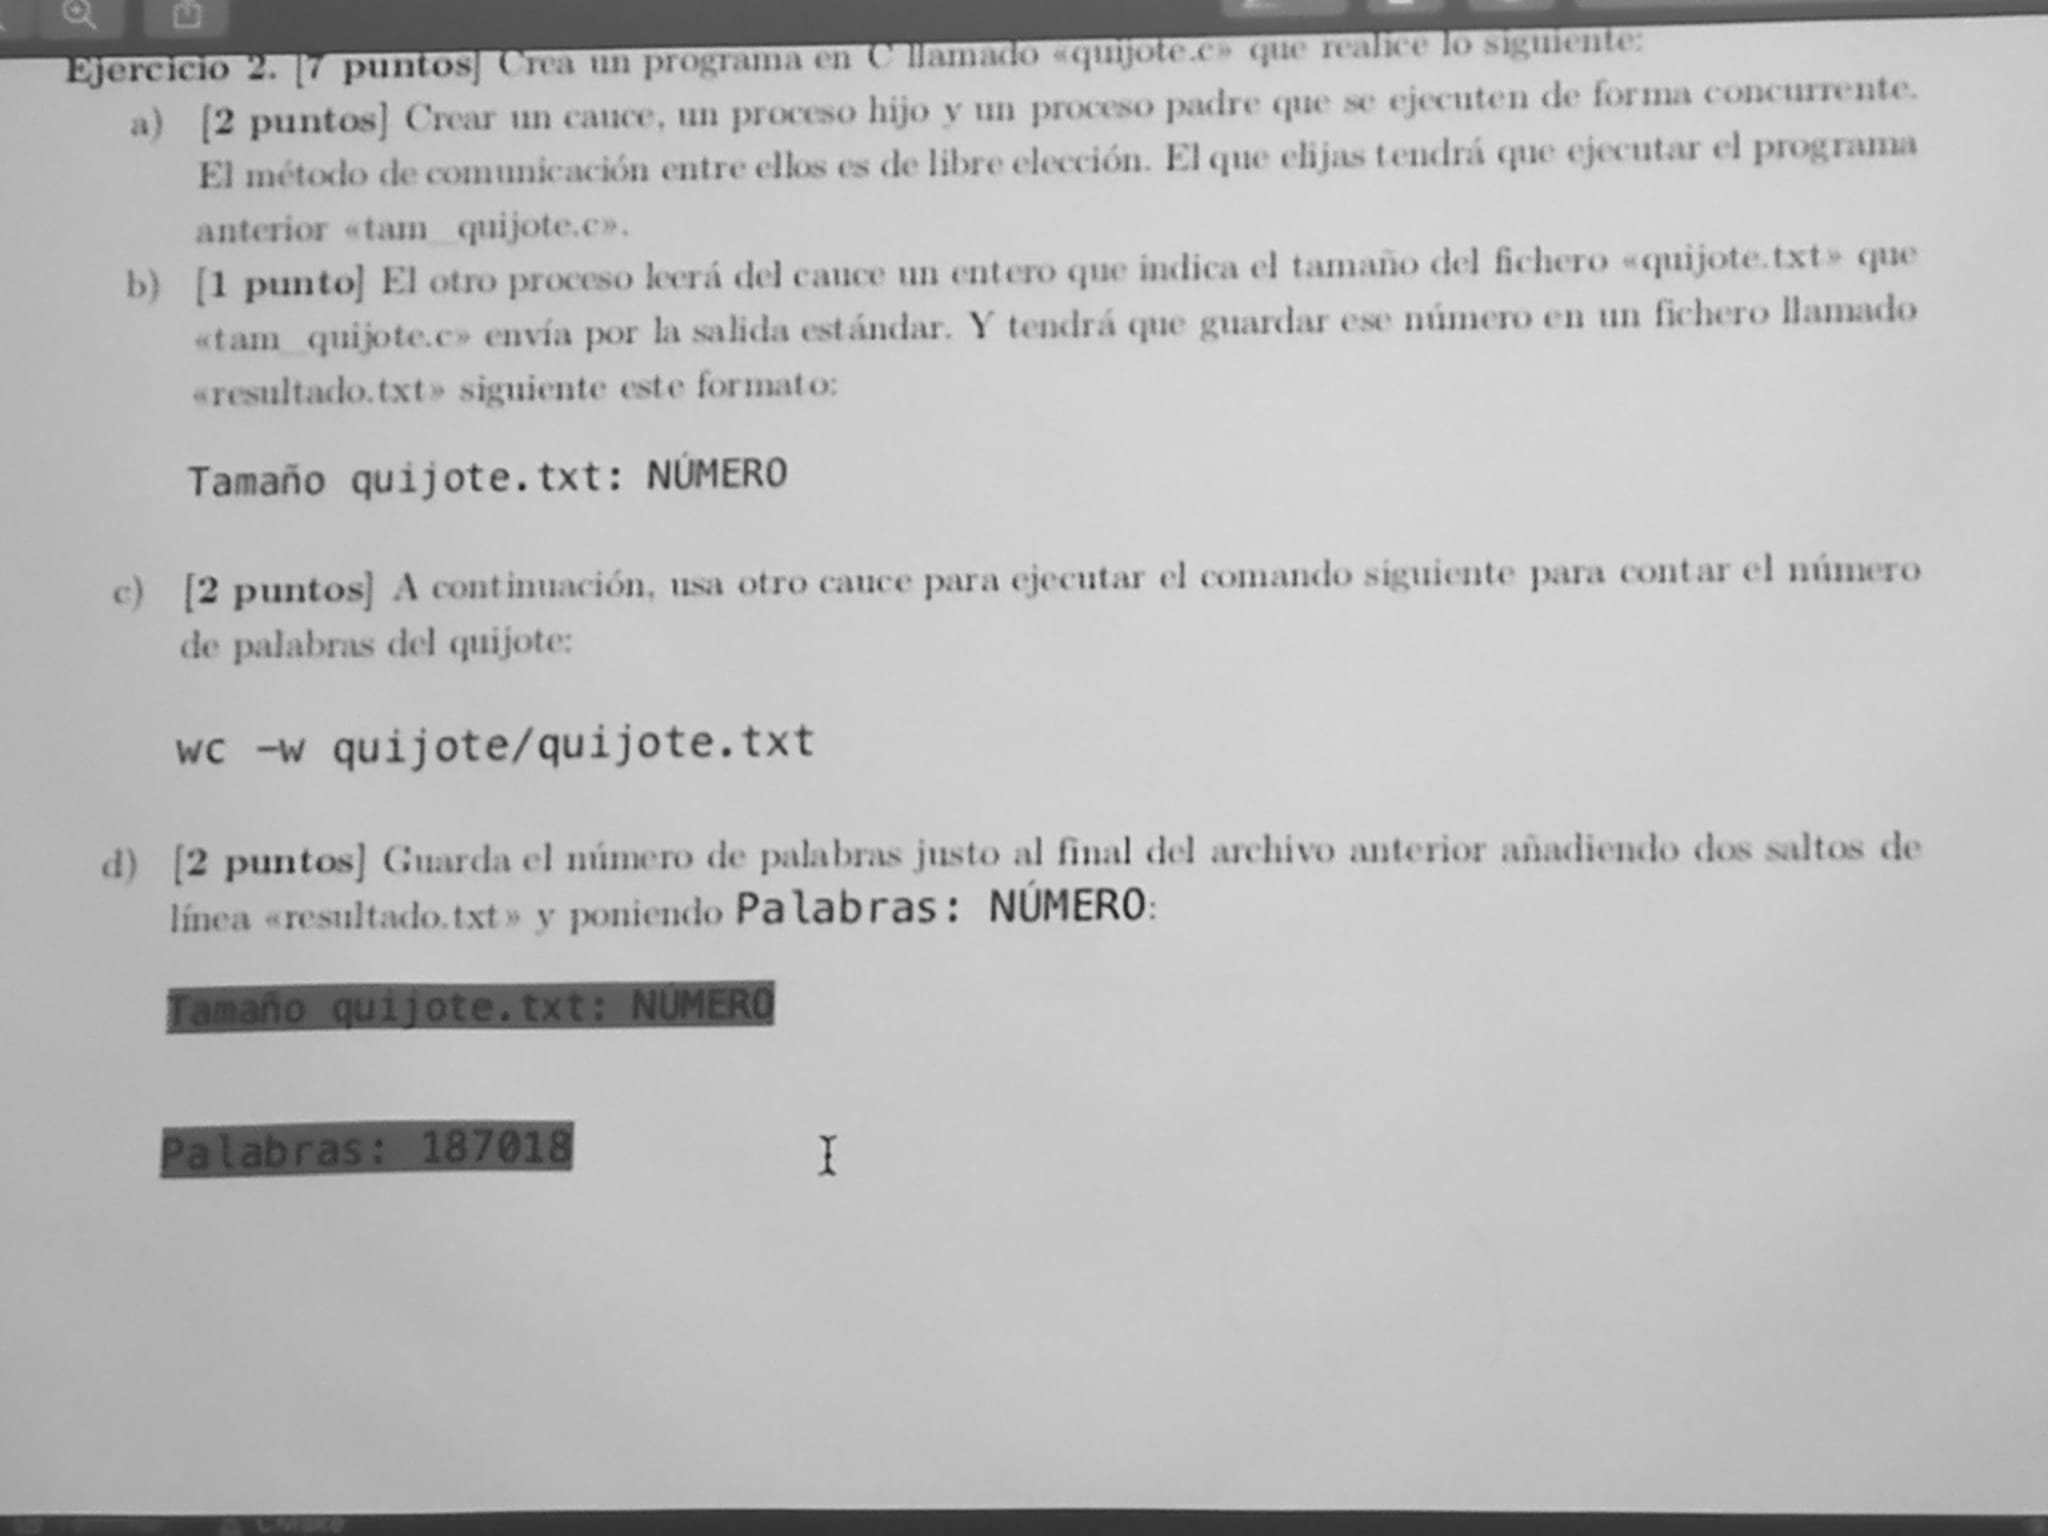 Ejercicio 2. [7 puntos] Crea un programa en C llamado «quijote.c» que realice lo siguiente:
a) [2 puntos] Crear un cauce, un proceso hijo y un proceso padre que se ejecuten de forma concurrente.
El método de comunicación entre ellos es de libre elección. El que elijas tendrá que ejecutar el programa
anterior «tam_quijote.c».
b) [1 punto] El otro proceso leerá del cauce un entero que indica el tamaño del fichero «quijote.txt» que
«tam_quijote.c» envía por la salida estándar. Y tendrá que guardar ese número en un fichero llamado
«resultado.txt» siguiente este formato:
Tamaño quijote.txt: NÚMERO
c) [2 puntos] A continuación, usa otro cauce para ejecutar el comando siguiente para contar el número
de palabras del quijote:
wc -w quijote/quijote.txt
d) [2 puntos] Guarda el número de palabras justo al final del archivo anterior añadiendo dos saltos de
línea «resultado.txt» y poniendo Palabras: NÚMERO:
Tamaño quijote.txt: NÚMERO
Palabras: 187018